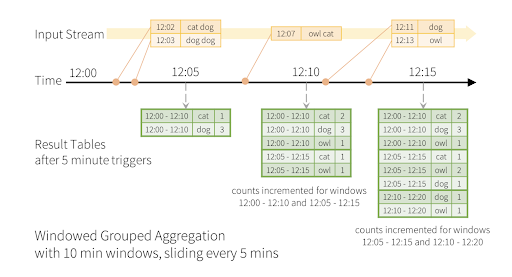 Input Stream
12:02 cat dog
12:03 dog dog
12:07 owl cat
12:11 dog
12:13 owl
Time
12:00
12:05
12:10
12:15
Result Tables
after 5 minute triggers
12:00 - 12:10 cat 1
12:00 - 12:10 dog 3
12:00 - 12:10 cat 2
12:00 - 12:10 dog 3
12:00 - 12:10 owl 1
12:05 - 12:15 cat 1
12:05 - 12:15 owl 1
counts incremented for windows
12:00 - 12:10 and 12:05 - 12:15
12:00 - 12:10 cat 2
12:00 - 12:10 dog 3
12:00 - 12:10 owl 1
12:05 - 12:15 cat 1
12:05 - 12:15 owl 2
12:05 - 12:15 dog 1
12:10 - 12:20 dog 1
12:10 - 12:20 owl 1
counts incremented for windows
12:05 - 12:15 and 12:10 - 12:20
Windowed Grouped Aggregation
with 10 min windows, sliding every 5 mins